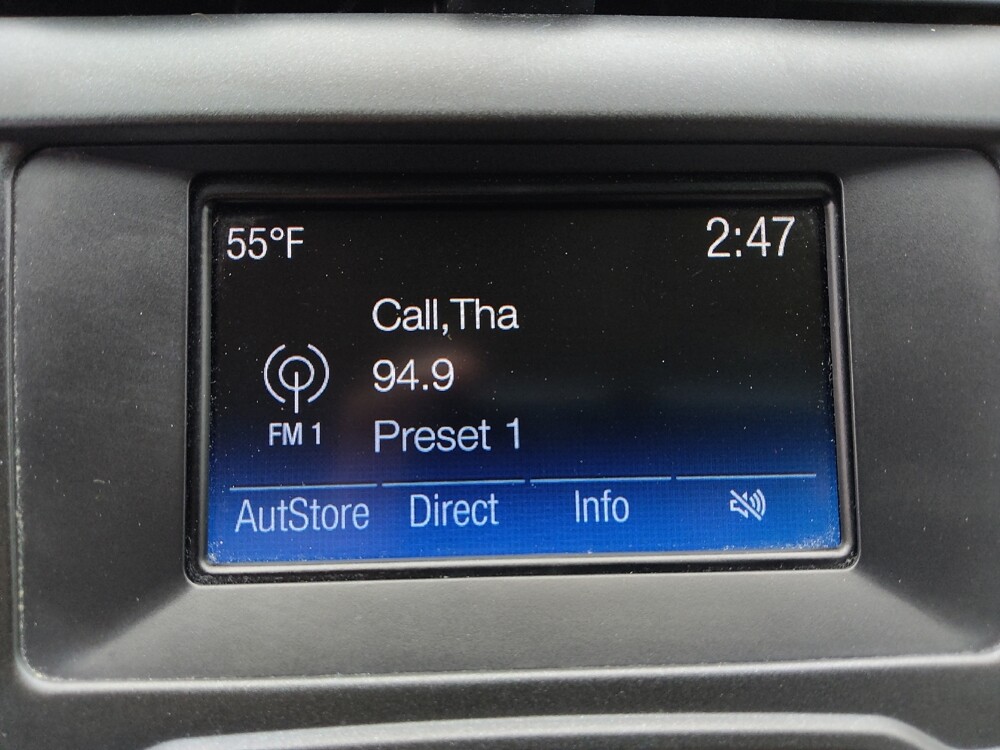 55°F
2:47
Call,Tha
94.9
FM 1
Preset 1
AutStore
Direct
Info